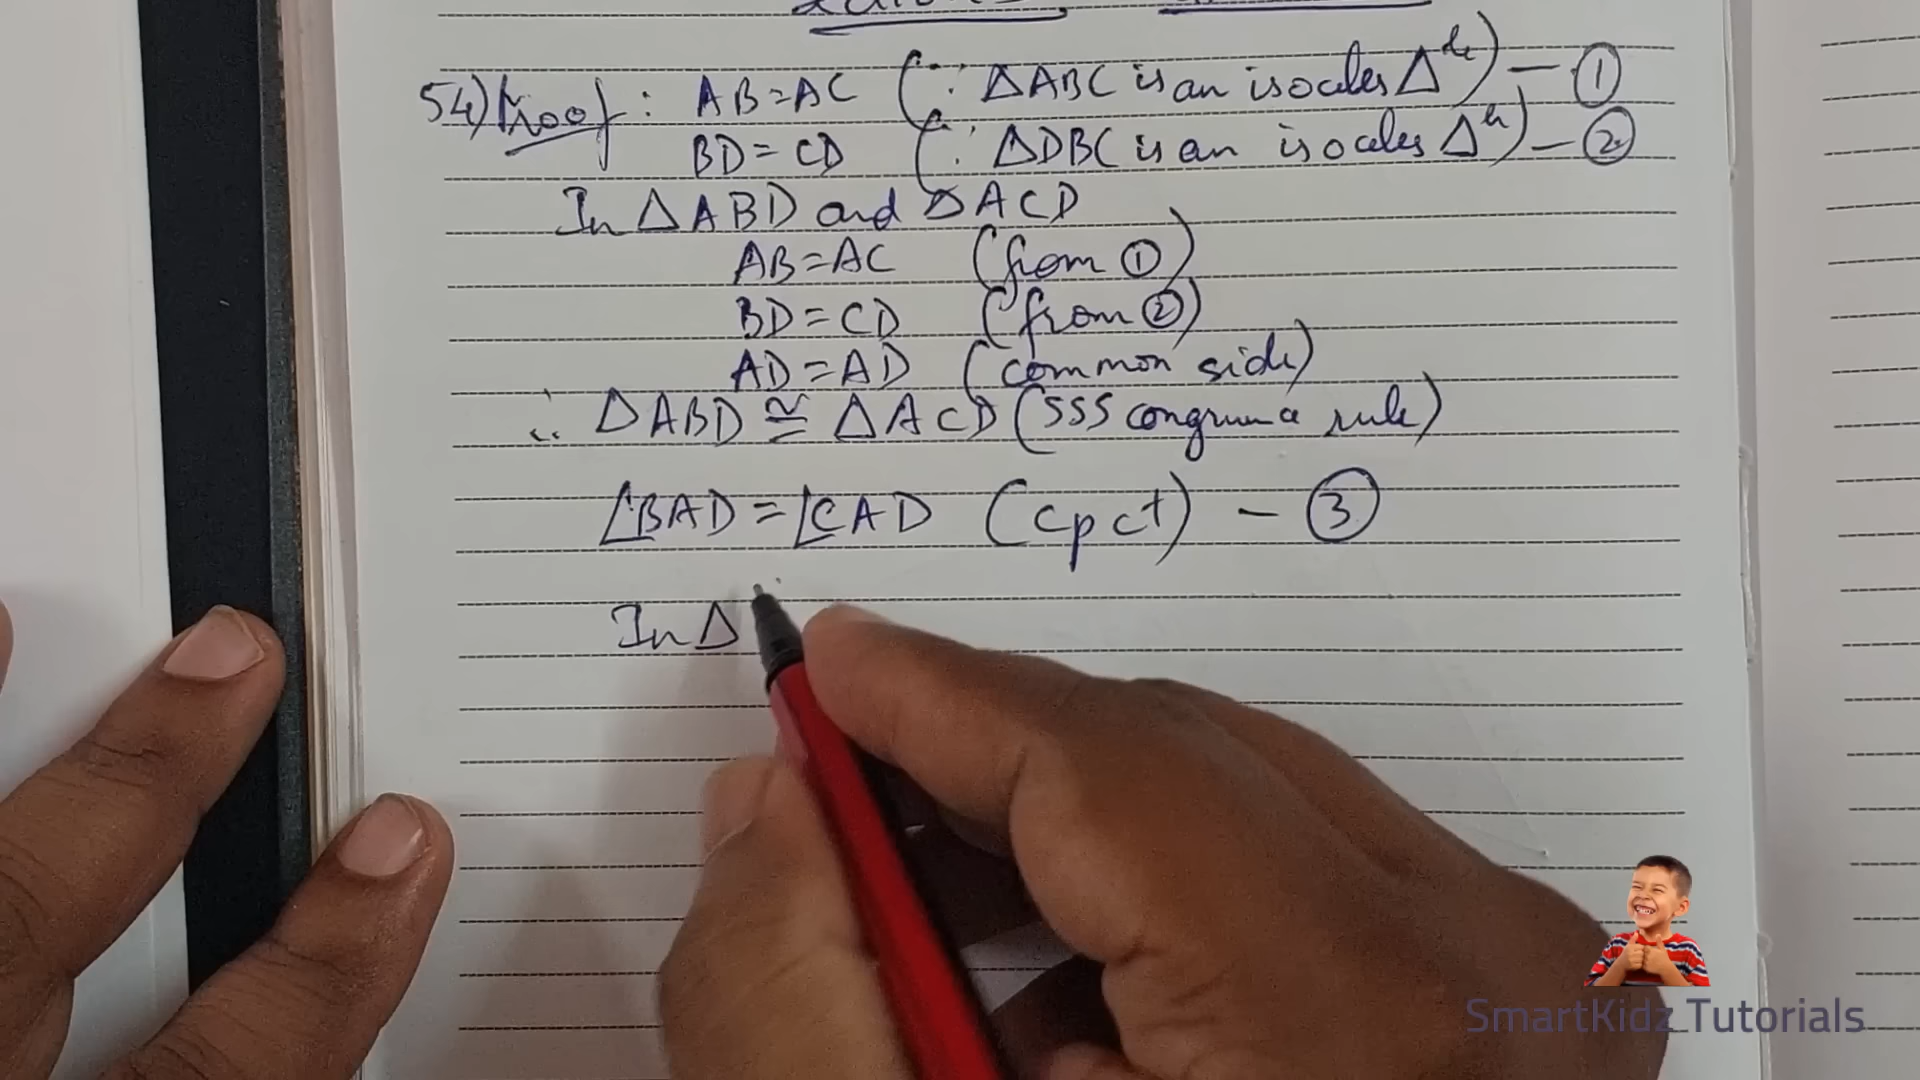 54) Proof : AB=AC (∵ ΔABC is an isoceles Δle) — ①
BD=CD (∵ ΔDBC is an isoceles Δle) — ②
In ΔABD and ΔACD
AB=AC (from ①)
BD=CD (from ②)
AD=AD (common side)
∴ ΔABD ≅ ΔACD (SSS congruence rule)
∠BAD=∠CAD (cpct) — ③
In Δ
SmartKidz Tutorials